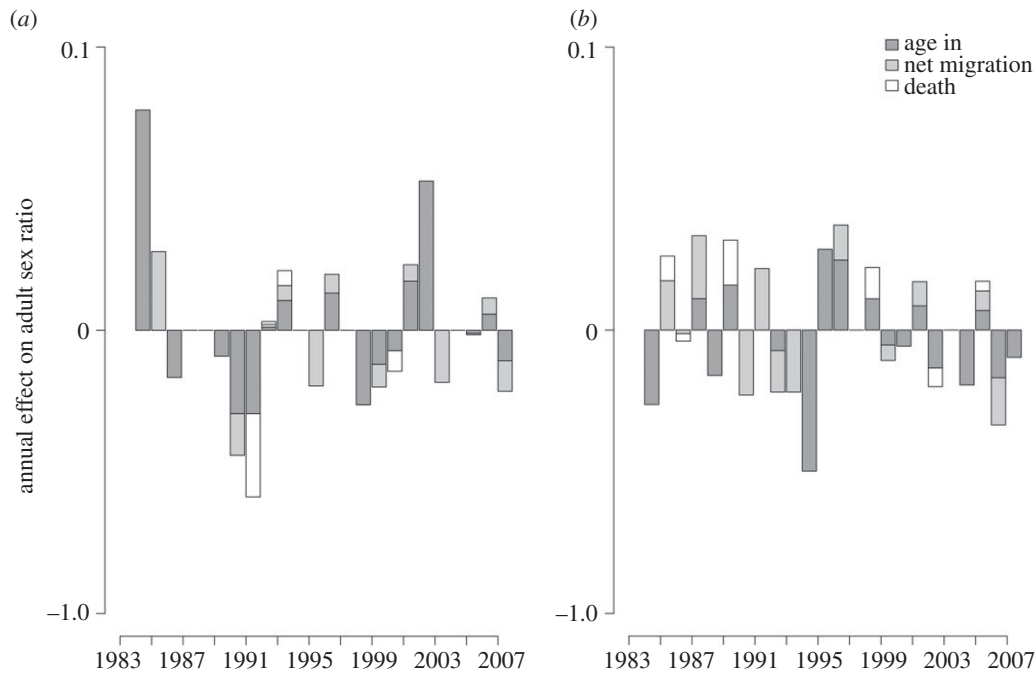 (a)
(b)
0.1
0
–1.0
annual effect on adult sex ratio
1983 1987 1991 1995 1999 2003 2007
0.1
0
–1.0
age in
net migration
death
1983 1987 1991 1995 1999 2003 2007